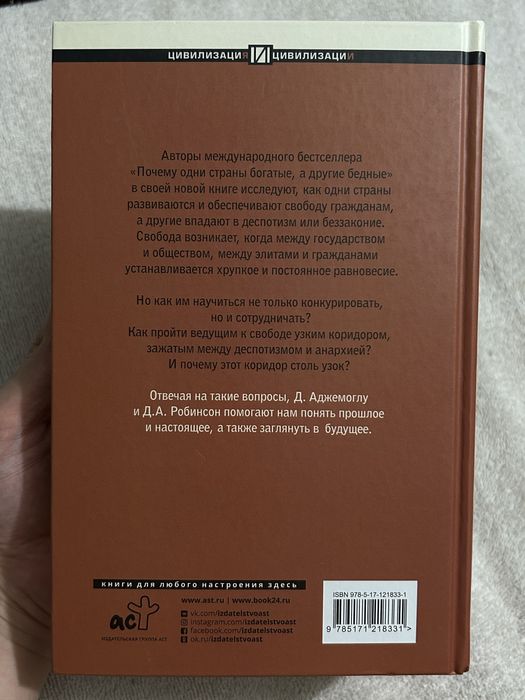 ЦИВИЛИЗАЦИЯ И ЦИВИЛИЗАЦИИ
Авторы международного бестселлера
«Почему одни страны богатые, а другие бедные»
в своей новой книге исследуют, как одни страны
развиваются и обеспечивают свободу гражданам,
а другие впадают в деспотизм или беззаконие.
Свобода возникает, когда между государством
и обществом, между элитами и гражданами
устанавливается хрупкое и постоянное равновесие.
Но как им научиться не только конкурировать,
но и сотрудничать?
Как пройти ведущим к свободе узким коридором,
зажатым между деспотизмом и анархией?
И почему этот коридор столь узок?
Отвечая на такие вопросы, Д. Аджемоглу
и Д.А. Робинсон помогают нам понять прошлое
и настоящее, а также заглянуть в будущее.
книги для любого настроения здесь
www.ast.ru | www.book24.ru
vk.com/izdatelstvoast
instagram.com/izdatelstvoast
facebook.com/izdatelstvoast
ok.ru/izdatelstvoast
аст
ИЗДАТЕЛЬСКАЯ ГРУППА АСТ
ISBN 978-5-17-121833-1
9 785171 218331 >